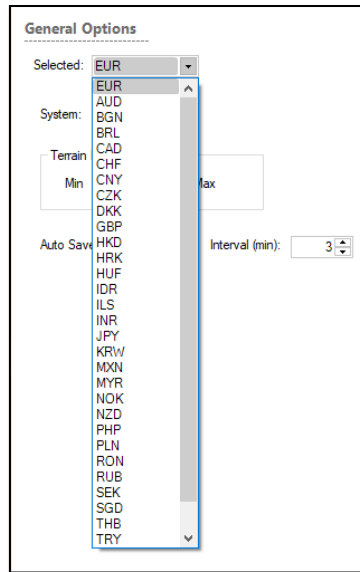 General Options
Selected: EUR
EUR
AUD
BGN
BRL
CAD
CHF
CNY
CZK
DKK
GBP
HKD
HRK
HUF
IDR
ILS
INR
JPY
KRW
MXN
MYR
NOK
NZD
PHP
PLN
RON
RUB
SEK
SGD
THB
TRY
System:
Terrain
Min Max
Auto Save Interval (min): 3